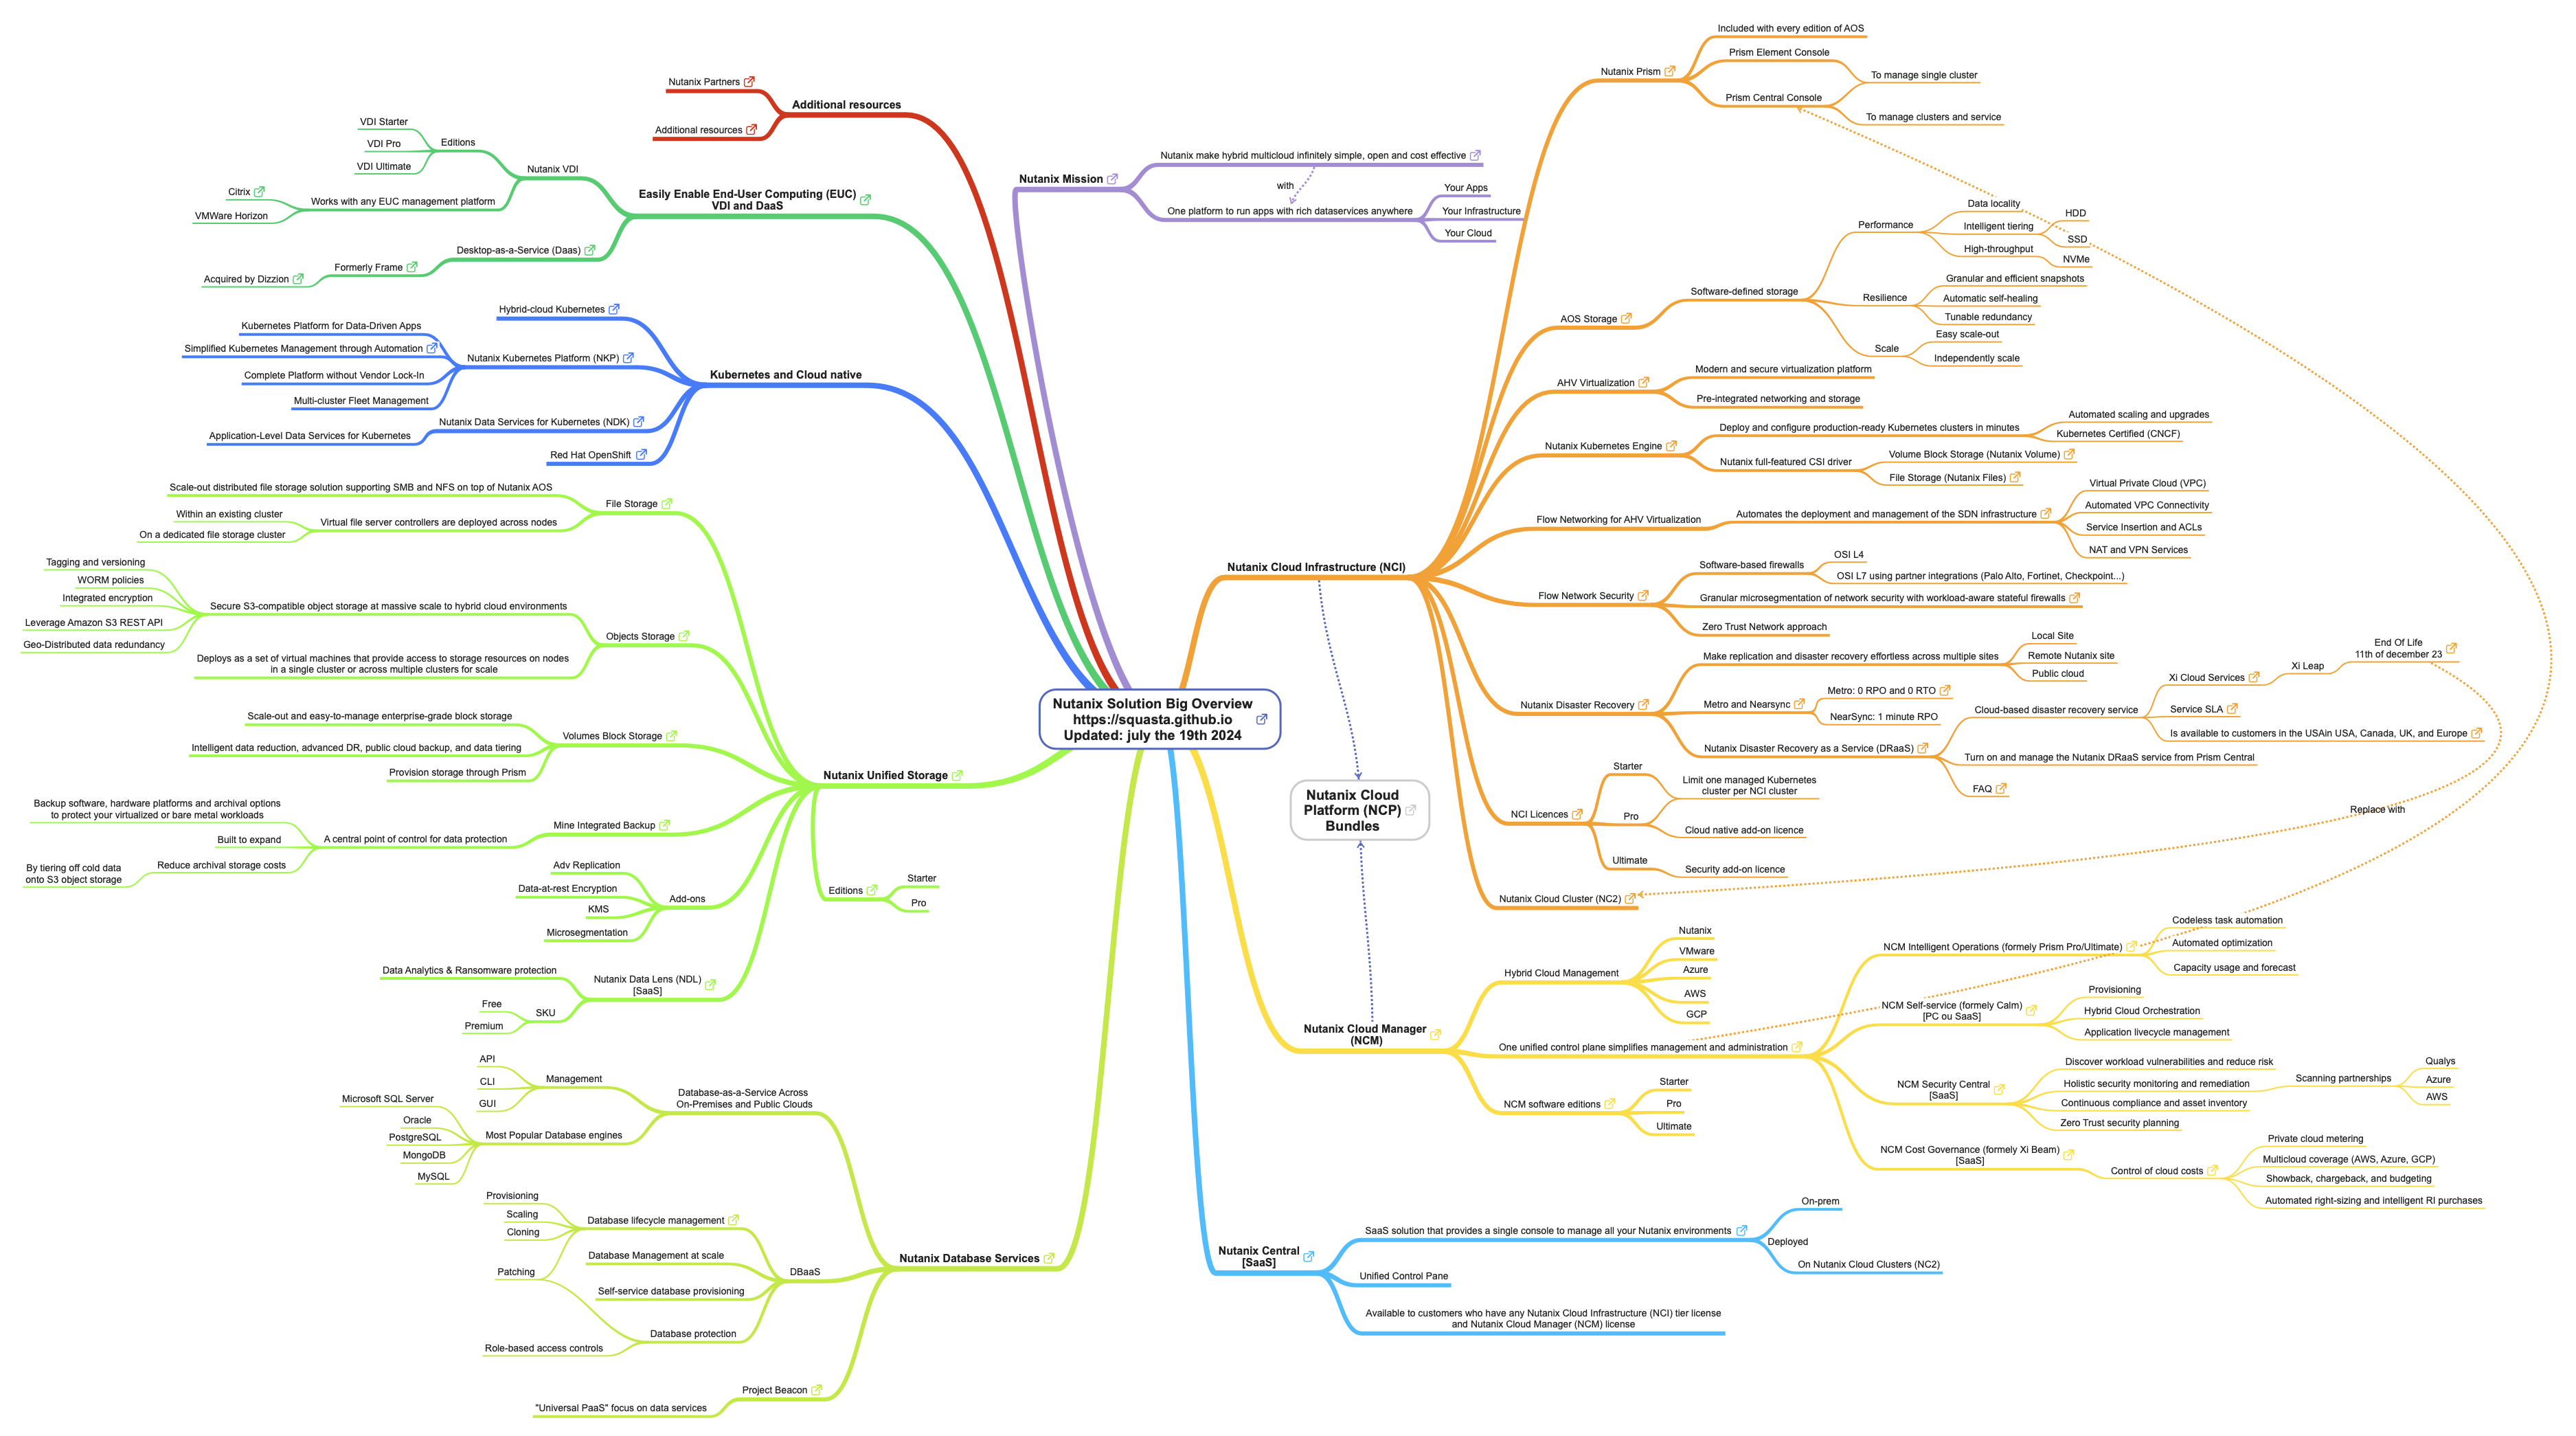 Nutanix Solution Big Overview
https://squasta.github.io
Updated: july the 19th 2024
Additional resources
Nutanix Partners
Additional resources
Easily Enable End-User Computing (EUC)
VDI and DaaS
Nutanix VDI
Editions
VDI Starter
VDI Pro
VDI Ultimate
Works with any EUC management platform
Citrix
VMWare Horizon
Desktop-as-a-Service (Daas)
Formerly Frame
Acquired by Dizzion
Kubernetes and Cloud native
Hybrid-cloud Kubernetes
Nutanix Kubernetes Platform (NKP)
Kubernetes Platform for Data-Driven Apps
Simplified Kubernetes Management through Automation
Complete Platform without Vendor Lock-In
Multi-cluster Fleet Management
Nutanix Data Services for Kubernetes (NDK)
Application-Level Data Services for Kubernetes
Red Hat OpenShift
Nutanix Unified Storage
File Storage
Scale-out distributed file storage solution supporting SMB and NFS on top of Nutanix AOS
Virtual file server controllers are deployed across nodes
Within an existing cluster
On a dedicated file storage cluster
Objects Storage
Secure S3-compatible object storage at massive scale to hybrid cloud environments
Tagging and versioning
WORM policies
Integrated encryption
Leverage Amazon S3 REST API
Geo-Distributed data redundancy
Deploys as a set of virtual machines that provide access to storage resources on nodes
in a single cluster or across multiple clusters for scale
Volumes Block Storage
Scale-out and easy-to-manage enterprise-grade block storage
Intelligent data reduction, advanced DR, public cloud backup, and data tiering
Provision storage through Prism
Mine Integrated Backup
A central point of control for data protection
Backup software, hardware platforms and archival options
to protect your virtualized or bare metal workloads
Built to expand
Reduce archival storage costs
By tiering off cold data
onto S3 object storage
Add-ons
Adv Replication
Data-at-rest Encryption
KMS
Microsegmentation
Editions
Starter
Pro
Nutanix Data Lens (NDL)
[SaaS]
Data Analytics & Ransomware protection
SKU
Free
Premium
Nutanix Database Services
Database-as-a-Service Across
On-Premises and Public Clouds
Management
API
CLI
GUI
Most Popular Database engines
Microsoft SQL Server
Oracle
PostgreSQL
MongoDB
MySQL
DBaaS
Database lifecycle management
Provisioning
Scaling
Cloning
Patching
Database Management at scale
Self-service database provisioning
Database protection
Role-based access controls
Project Beacon
"Universal PaaS" focus on data services
Nutanix Mission
Nutanix make hybrid multicloud infinitely simple, open and cost effective
with
One platform to run apps with rich dataservices anywhere
Your Apps
Your Infrastructure
Your Cloud
Nutanix Cloud Infrastructure (NCI)
Nutanix Prism
Included with every edition of AOS
Prism Element Console
Prism Central Console
To manage single cluster
To manage clusters and service
AOS Storage
Software-defined storage
Performance
Data locality
Intelligent tiering
HDD
SSD
High-throughput
NVMe
Resilience
Granular and efficient snapshots
Automatic self-healing
Tunable redundancy
Scale
Easy scale-out
Independently scale
AHV Virtualization
Modern and secure virtualization platform
Pre-integrated networking and storage
Nutanix Kubernetes Engine
Deploy and configure production-ready Kubernetes clusters in minutes
Automated scaling and upgrades
Kubernetes Certified (CNCF)
Nutanix full-featured CSI driver
Volume Block Storage (Nutanix Volume)
File Storage (Nutanix Files)
Flow Networking for AHV Virtualization
Automates the deployment and management of the SDN infrastructure
Virtual Private Cloud (VPC)
Automated VPC Connectivity
Service Insertion and ACLs
NAT and VPN Services
Flow Network Security
Software-based firewalls
OSI L4
OSI L7 using partner integrations (Palo Alto, Fortinet, Checkpoint...)
Granular microsegmentation of network security with workload-aware stateful firewalls
Zero Trust Network approach
Nutanix Disaster Recovery
Make replication and disaster recovery effortless across multiple sites
Local Site
Remote Nutanix site
Public cloud
Metro and Nearsync
Metro: 0 RPO and 0 RTO
NearSync: 1 minute RPO
Nutanix Disaster Recovery as a Service (DRaaS)
Cloud-based disaster recovery service
Xi Cloud Services
Xi Leap
End Of Life
11th of december 23
Service SLA
Is available to customers in the USAin USA, Canada, UK, and Europe
Turn on and manage the Nutanix DRaaS service from Prism Central
FAQ
NCI Licences
Starter
Pro
Limit one managed Kubernetes
cluster per NCI cluster
Cloud native add-on licence
Ultimate
Security add-on licence
Replace with
Nutanix Cloud Cluster (NC2)
Nutanix Cloud
Platform (NCP)
Bundles
Nutanix Cloud Manager
(NCM)
Hybrid Cloud Management
Nutanix
VMware
Azure
AWS
GCP
One unified control plane simplifies management and administration
NCM Intelligent Operations (formely Prism Pro/Ultimate)
Codeless task automation
Automated optimization
Capacity usage and forecast
NCM Self-service (formely Calm)
[PC ou SaaS]
Provisioning
Hybrid Cloud Orchestration
Application livecycle management
NCM Security Central
[SaaS]
Discover workload vulnerabilities and reduce risk
Holistic security monitoring and remediation
Scanning partnerships
Qualys
Azure
AWS
Continuous compliance and asset inventory
Zero Trust security planning
NCM Cost Governance (formely Xi Beam)
[SaaS]
Control of cloud costs
Private cloud metering
Multicloud coverage (AWS, Azure, GCP)
Showback, chargeback, and budgeting
Automated right-sizing and intelligent RI purchases
NCM software editions
Starter
Pro
Ultimate
Nutanix Central
[SaaS]
SaaS solution that provides a single console to manage all your Nutanix environments
Deployed
On-prem
On Nutanix Cloud Clusters (NC2)
Unified Control Pane
Available to customers who have any Nutanix Cloud Infrastructure (NCI) tier license
and Nutanix Cloud Manager (NCM) license